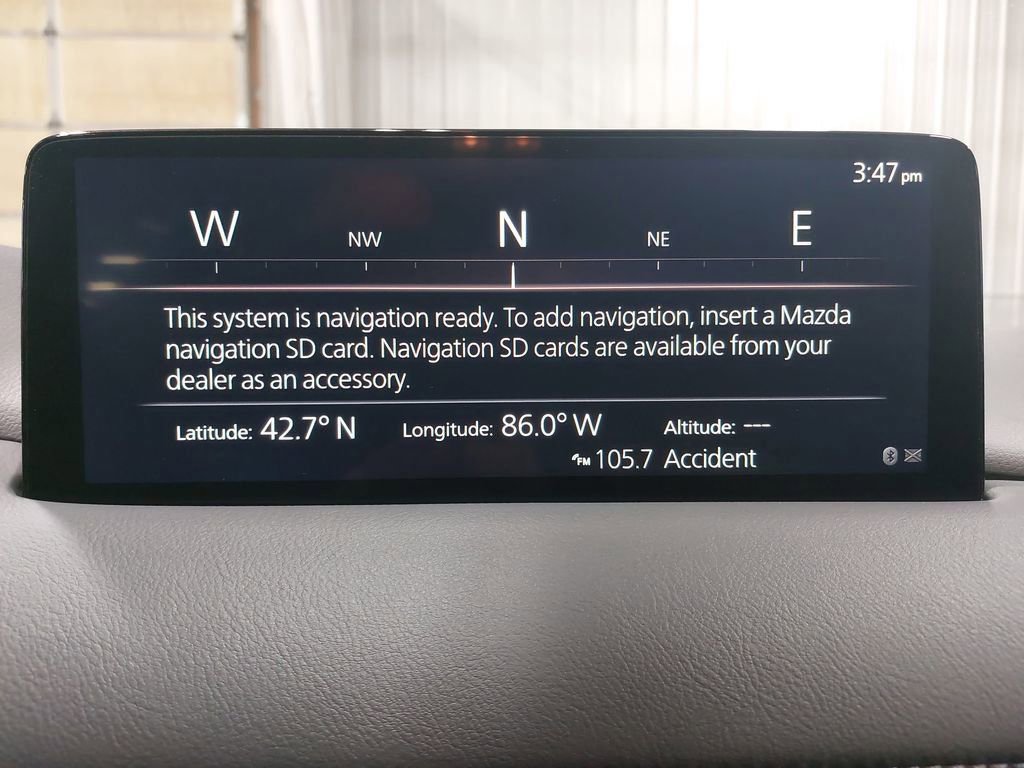 3:47 pm
W NW N NE E
This system is navigation ready. To add navigation, insert a Mazda
navigation SD card. Navigation SD cards are available from your
dealer as an accessory.
Latitude: 42.7° N Longitude: 86.0° W Altitude: ---
FM 105.7 Accident